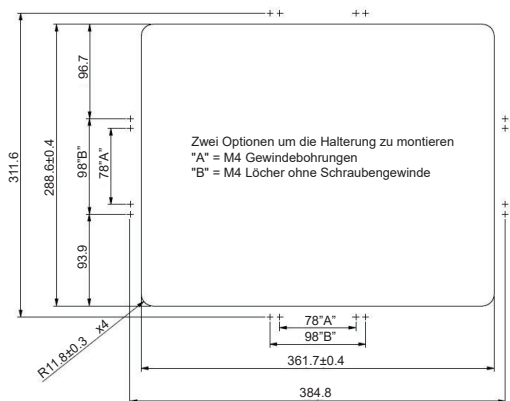 96.7
311.6
288.6±0.4
98"B"
78"A"
Zwei Optionen um die Halterung zu montieren
"A" = M4 Gewindebohrungen
"B" = M4 Löcher ohne Schraubengewinde
93.9
R11.8±0.3 x4
78"A"
98"B"
361.7±0.4
384.8